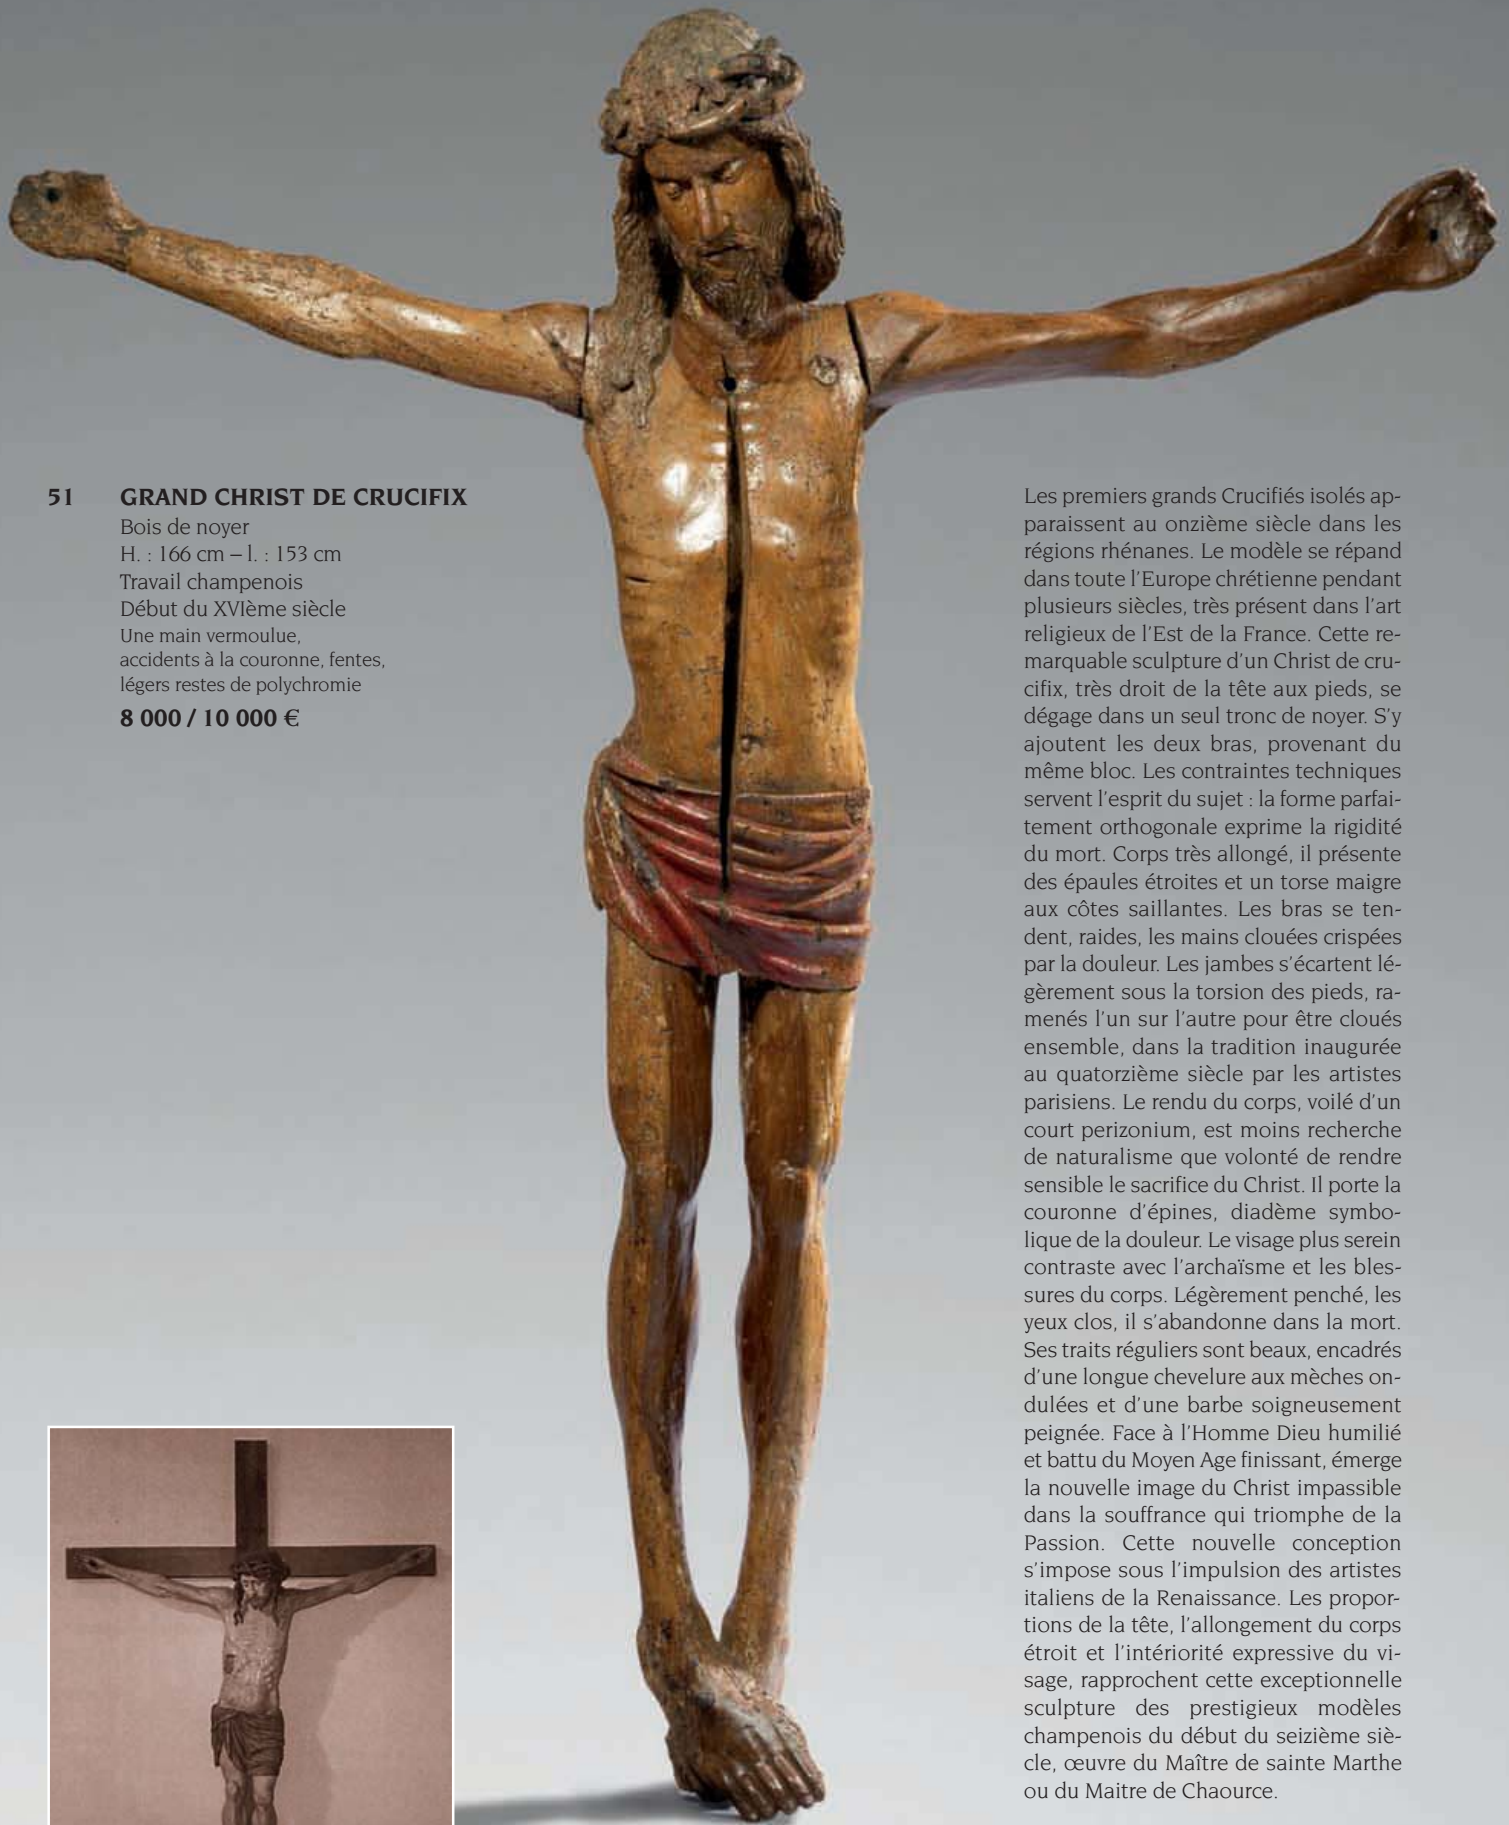 51 GRAND CHRIST DE CRUCIFIX
Bois de noyer
H. : 166 cm – l. : 153 cm
Travail champenois
Début du XVIème siècle
Une main vermoulue,
accidents à la couronne, fentes,
légers restes de polychromie
8 000 / 10 000 €
Les premiers grands Crucifiés isolés ap-
paraissent au onzième siècle dans les
régions rhénanes. Le modèle se répand
dans toute l'Europe chrétienne pendant
plusieurs siècles, très présent dans l'art
religieux de l'Est de la France. Cette re-
marquable sculpture d'un Christ de cru-
cifix, très droit de la tête aux pieds, se
dégage dans un seul tronc de noyer. S'y
ajoutent les deux bras, provenant du
même bloc. Les contraintes techniques
servent l'esprit du sujet : la forme parfai-
tement orthogonale exprime la rigidité
du mort. Corps très allongé, il présente
des épaules étroites et un torse maigre
aux côtes saillantes. Les bras se ten-
dent, raides, les mains clouées crispées
par la douleur. Les jambes s'écartent lé-
gèrement sous la torsion des pieds, ra-
menés l'un sur l'autre pour être cloués
ensemble, dans la tradition inaugurée
au quatorzième siècle par les artistes
parisiens. Le rendu du corps, voilé d'un
court perizonium, est moins recherche
de naturalisme que volonté de rendre
sensible le sacrifice du Christ. Il porte la
couronne d'épines, diadème symbo-
lique de la douleur. Le visage plus serein
contraste avec l'archaïsme et les bles-
sures du corps. Légèrement penché, les
yeux clos, il s'abandonne dans la mort.
Ses traits réguliers sont beaux, encadrés
d'une longue chevelure aux mèches on-
dulées et d'une barbe soigneusement
peignée. Face à l'Homme Dieu humilié
et battu du Moyen Age finissant, émerge
la nouvelle image du Christ impassible
dans la souffrance qui triomphe de la
Passion. Cette nouvelle conception
s'impose sous l'impulsion des artistes
italiens de la Renaissance. Les propor-
tions de la tête, l'allongement du corps
étroit et l'intériorité expressive du vi-
sage, rapprochent cette exceptionnelle
sculpture des prestigieux modèles
champenois du début du seizième siè-
cle, œuvre du Maître de sainte Marthe
ou du Maitre de Chaource.